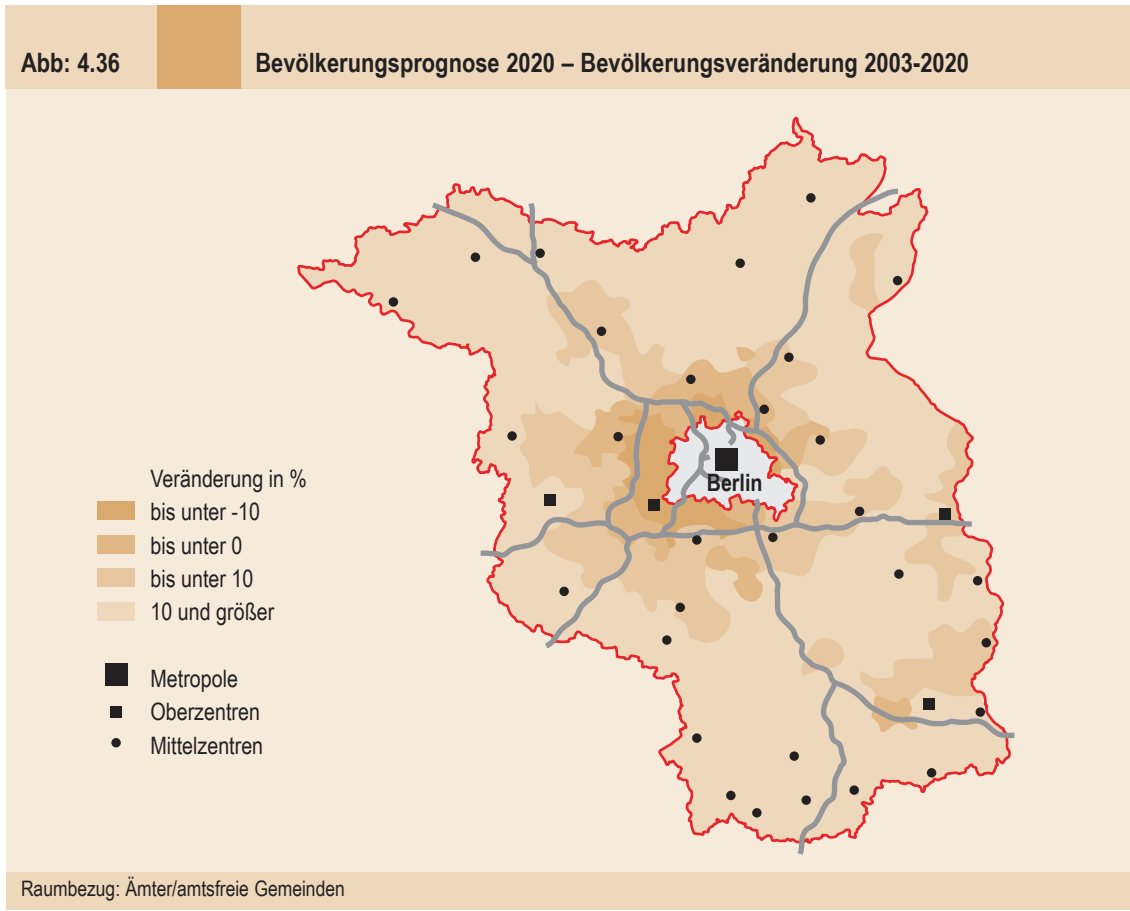 Abb: 4.36
Bevölkerungsprognose 2020 – Bevölkerungsveränderung 2003-2020
Berlin
Veränderung in %
bis unter -10
bis unter 0
bis unter 10
10 und größer
Metropole
Oberzentren
Mittelzentren
Raumbezug: Ämter/amtsfreie Gemeinden